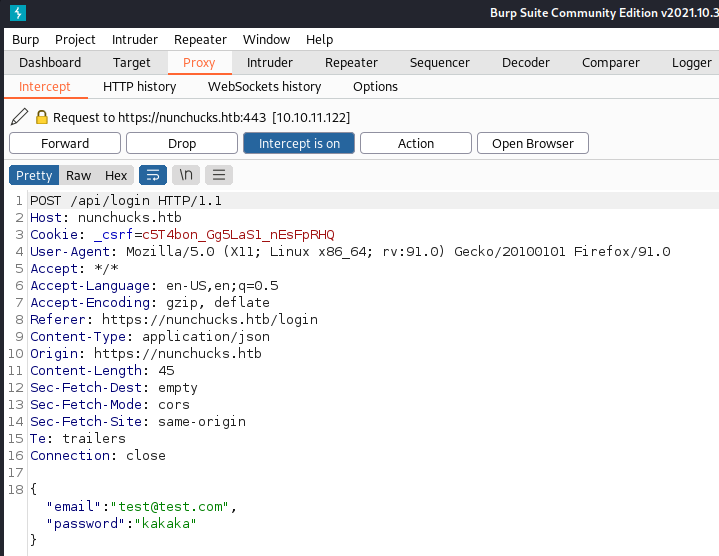 Burp Suite Community Edition v2021.10.3
Burp Project Intruder Repeater Window Help
Dashboard Target Proxy Intruder Repeater Sequencer Decoder Comparer Logger
Intercept HTTP history WebSockets history Options
Request to https://nunchucks.htb:443 [10.10.11.122]
Forward Drop Intercept is on Action Open Browser
Pretty Raw Hex \n
1 POST /api/login HTTP/1.1
2 Host: nunchucks.htb
3 Cookie: _csrf=c5T4bon_Gg5LaS1_nEsFpRHQ
4 User-Agent: Mozilla/5.0 (X11; Linux x86_64; rv:91.0) Gecko/20100101 Firefox/91.0
5 Accept: */*
6 Accept-Language: en-US,en;q=0.5
7 Accept-Encoding: gzip, deflate
8 Referer: https://nunchucks.htb/login
9 Content-Type: application/json
10 Origin: https://nunchucks.htb
11 Content-Length: 45
12 Sec-Fetch-Dest: empty
13 Sec-Fetch-Mode: cors
14 Sec-Fetch-Site: same-origin
15 Te: trailers
16 Connection: close
17
18 {
"email":"test@test.com",
"password":"kakaka"
}